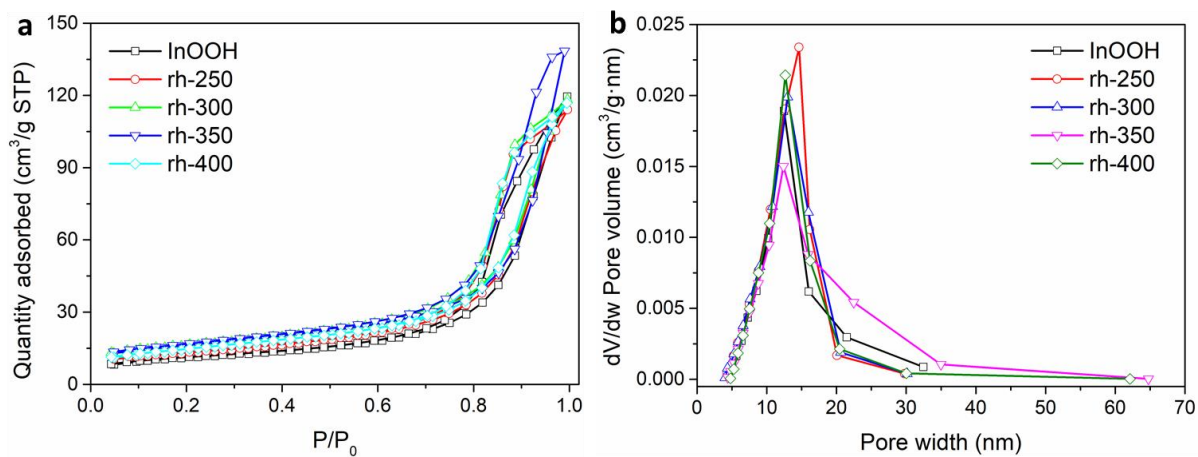 a
150
120
90
60
30
0
Quantity adsorbed (cm³/g STP)
InOOH
rh-250
rh-300
rh-350
rh-400
0.0 0.2 0.4 0.6 0.8 1.0
P/P₀
b
0.025
0.020
0.015
0.010
0.005
0.000
dV/dw Pore volume (cm³/g·nm)
InOOH
rh-250
rh-300
rh-350
rh-400
0 10 20 30 40 50 60 70
Pore width (nm)